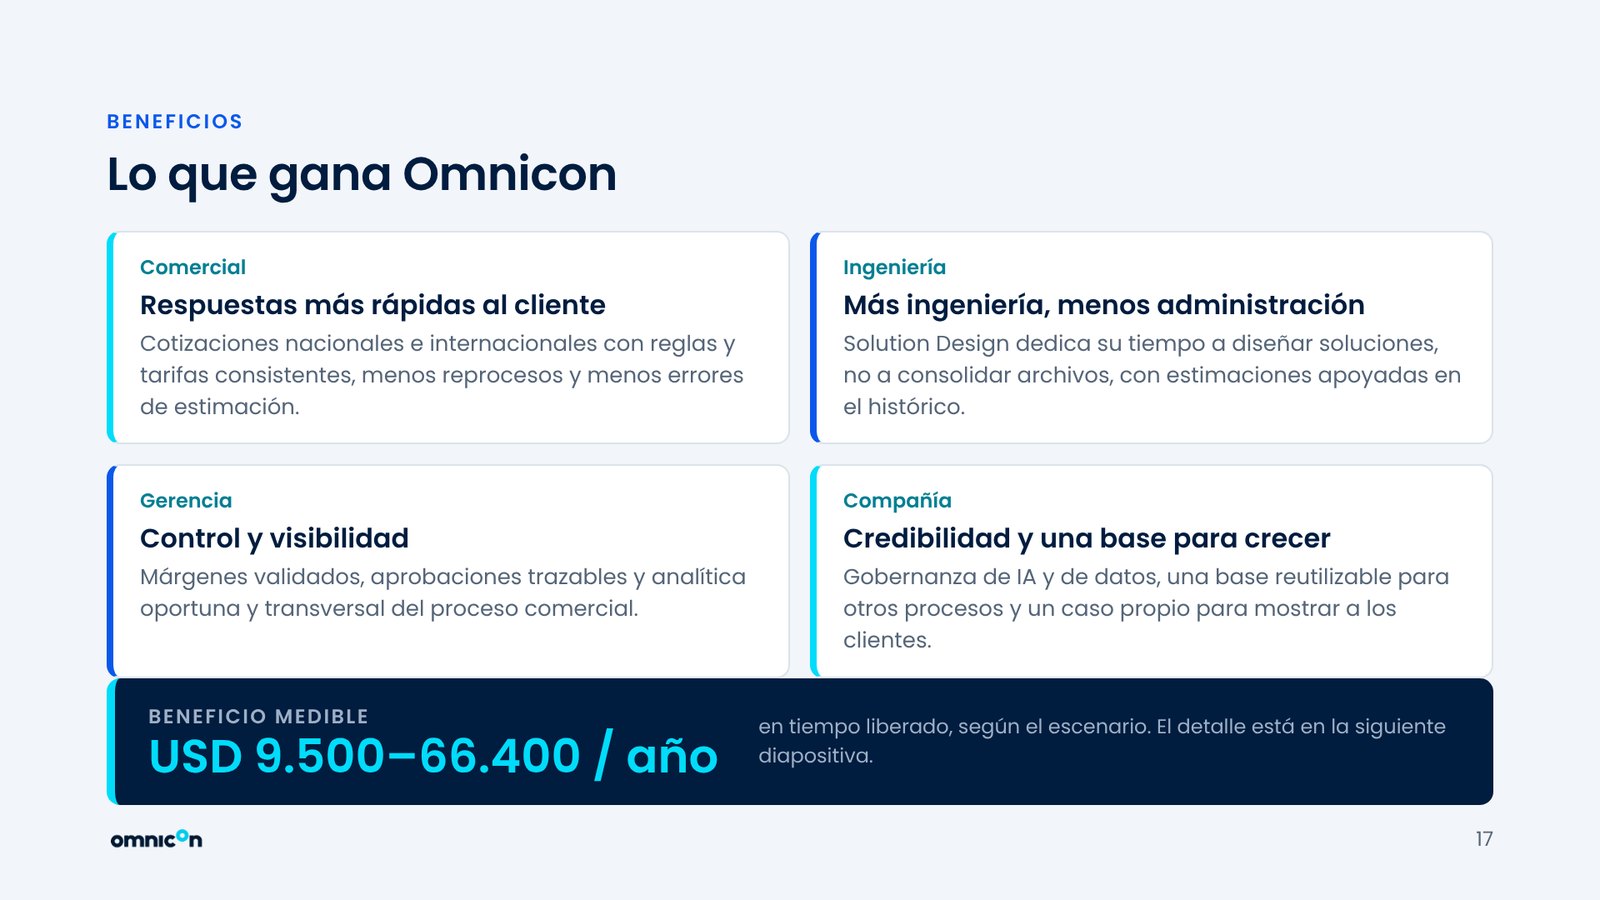 BENEFICIOS
Lo que gana Omnicon
Comercial
Respuestas más rápidas al cliente
Cotizaciones nacionales e internacionales con reglas y
tarifas consistentes, menos reprocesos y menos errores
de estimación.
Ingeniería
Más ingeniería, menos administración
Solution Design dedica su tiempo a diseñar soluciones,
no a consolidar archivos, con estimaciones apoyadas en
el histórico.
Gerencia
Control y visibilidad
Márgenes validados, aprobaciones trazables y analítica
oportuna y transversal del proceso comercial.
Compañía
Credibilidad y una base para crecer
Gobernanza de IA y de datos, una base reutilizable para
otros procesos y un caso propio para mostrar a los
clientes.
BENEFICIO MEDIBLE
USD 9.500–66.400 / año
en tiempo liberado, según el escenario. El detalle está en la siguiente
diapositiva.
omnicon
17